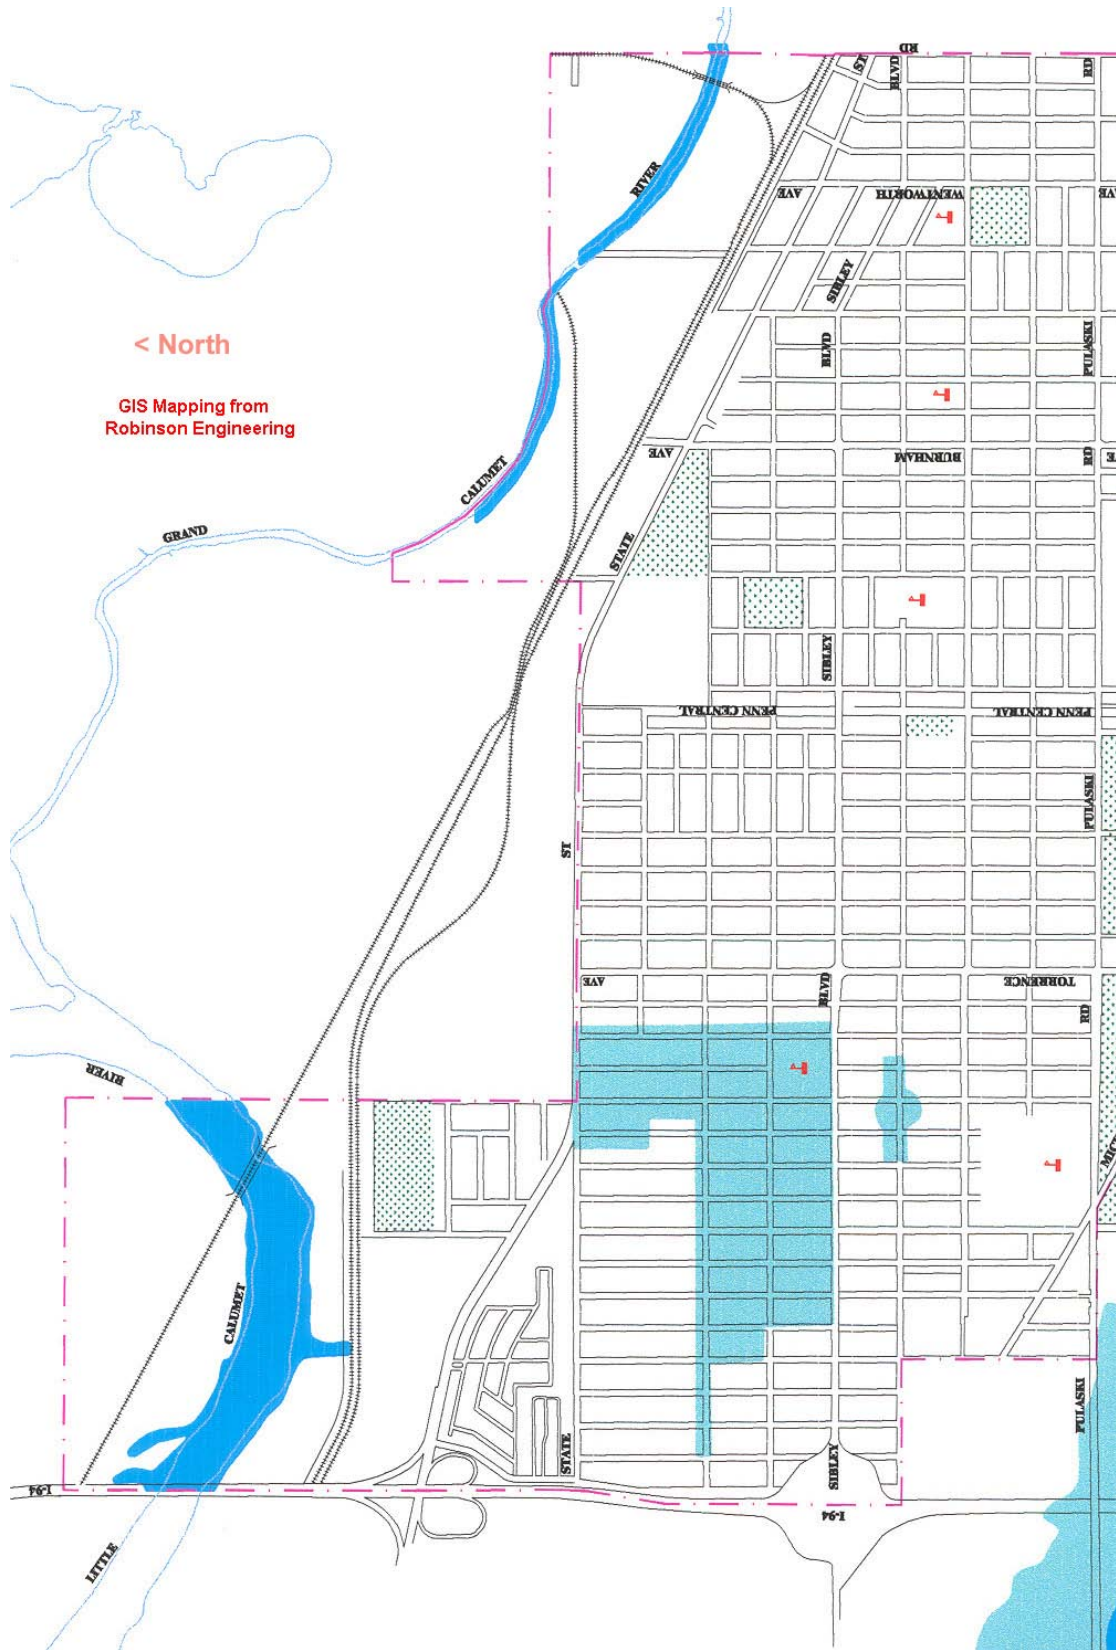 RD
ST
BLVD
RD
RIVER
AVE
WENTWORTH
SIBLEY
< North
BLVD
PULASKI
GIS Mapping from
Robinson Engineering
AVE
BURNHAM
RD
CALUMET
GRAND
STATE
SIBLEY
PENN CENTRAL
PENN CENTRAL
PULASKI
ST
AVE
BLVD
TORRENCE
RD
RIVER
CALUMET
PULASKI
STATE
SIBLEY
I-94
I-94
LITTLE